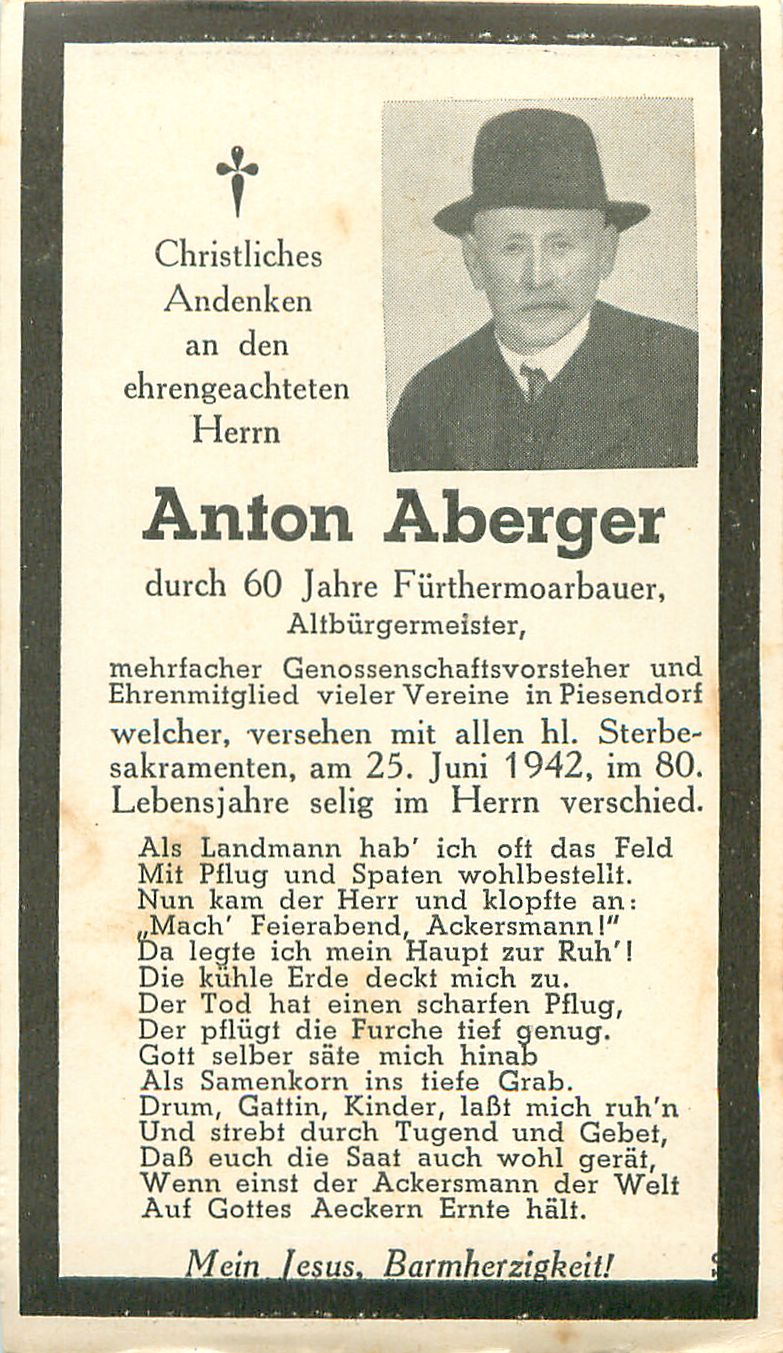 Christliches
Andenken
an den
ehrengeachteten
Herrn
Anton Aberger
durch 60 Jahre Fürthermoarbauer,
Altbürgermeister,
mehrfacher Genossenschaftsvorsteher und
Ehrenmitglied vieler Vereine in Piesendorf
welcher, versehen mit allen hl. Sterbe-
sakramenten, am 25. Juni 1942, im 80.
Lebensjahre selig im Herrn verschied.
Als Landmann hab' ich oft das Feld
Mit Pflug und Spaten wohlbestellt.
Nun kam der Herr und klopfte an:
„Mach' Feierabend, Ackersmann!"
Da legte ich mein Haupt zur Ruh'!
Die kühle Erde deckt mich zu.
Der Tod hat einen scharfen Pflug,
Der pflügt die Furche tief genug.
Gott selber säte mich hinab
Als Samenkorn ins tiefe Grab.
Drum, Gattin, Kinder, laßt mich ruh'n
Und strebt durch Tugend und Gebet,
Daß euch die Saat auch wohl gerät,
Wenn einst der Ackersmann der Welt
Auf Gottes Aeckern Ernte hält.
Mein Jesus, Barmherzigkeit!